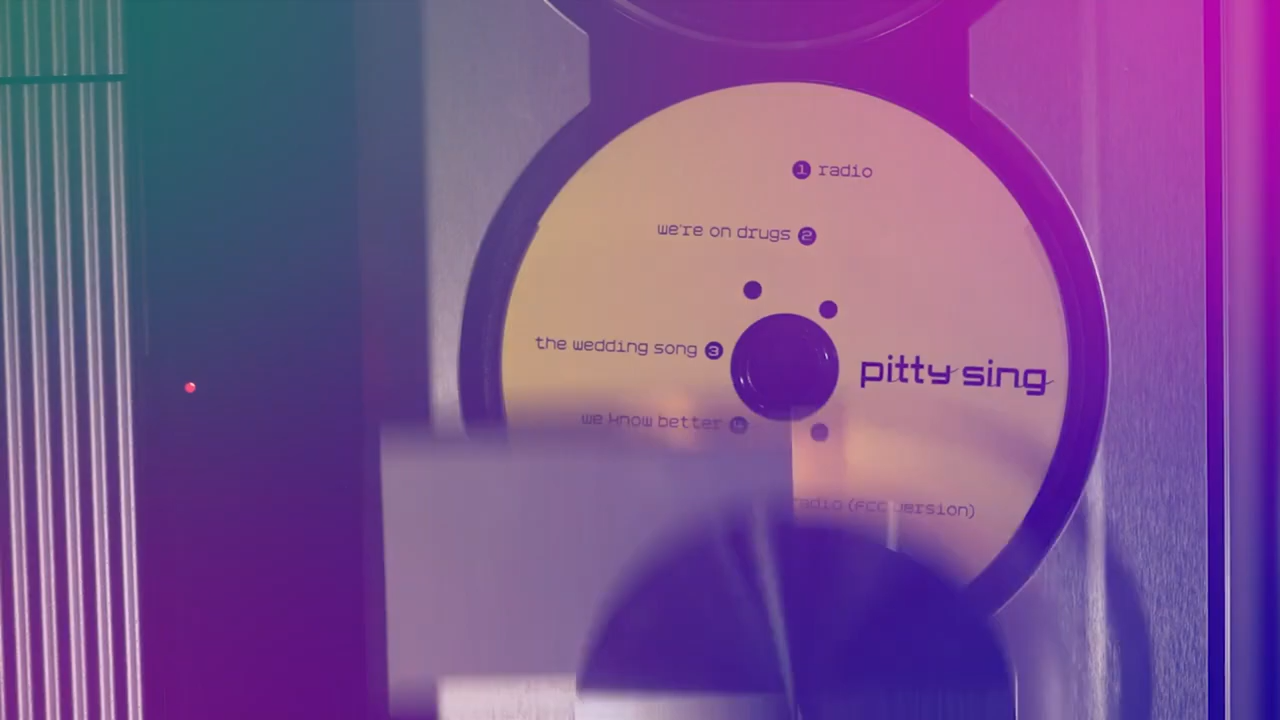 1 radio
we're on drugs 2
the wedding song 3
pitty sing
we know better 4
radio (FCC version)